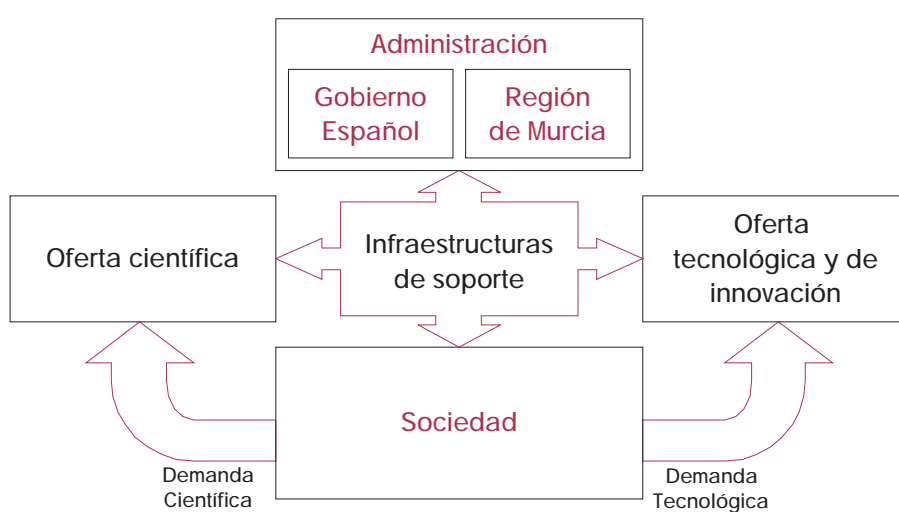 Administración
Gobierno
Español
Región
de Murcia
Oferta científica
Infraestructuras
de soporte
Oferta
tecnológica y de
innovación
Sociedad
Demanda
Científica
Demanda
Tecnológica